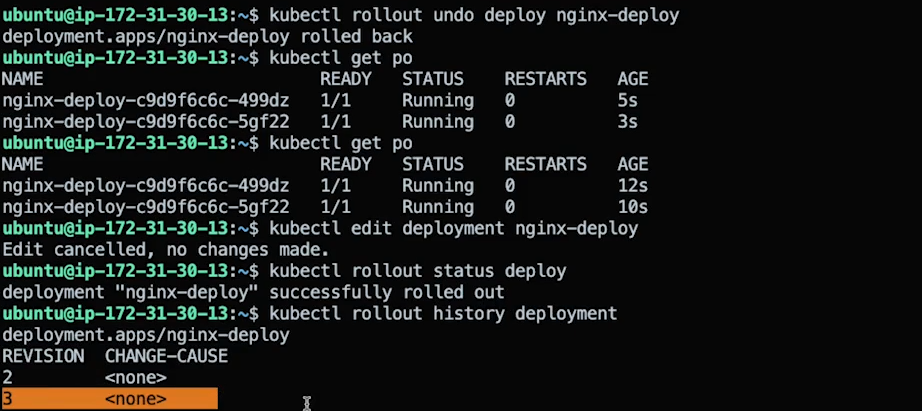 ubuntu@ip-172-31-30-13:~$ kubectl rollout undo deploy nginx-deploy
deployment.apps/nginx-deploy rolled back
ubuntu@ip-172-31-30-13:~$ kubectl get po
NAME READY STATUS RESTARTS AGE
nginx-deploy-c9d9f6c6c-499dz 1/1 Running 0 5s
nginx-deploy-c9d9f6c6c-5gf22 1/1 Running 0 3s
ubuntu@ip-172-31-30-13:~$ kubectl get po
NAME READY STATUS RESTARTS AGE
nginx-deploy-c9d9f6c6c-499dz 1/1 Running 0 12s
nginx-deploy-c9d9f6c6c-5gf22 1/1 Running 0 10s
ubuntu@ip-172-31-30-13:~$ kubectl edit deployment nginx-deploy
Edit cancelled, no changes made.
ubuntu@ip-172-31-30-13:~$ kubectl rollout status deploy
deployment "nginx-deploy" successfully rolled out
ubuntu@ip-172-31-30-13:~$ kubectl rollout history deployment
deployment.apps/nginx-deploy
REVISION CHANGE-CAUSE
2 <none>
3 <none>